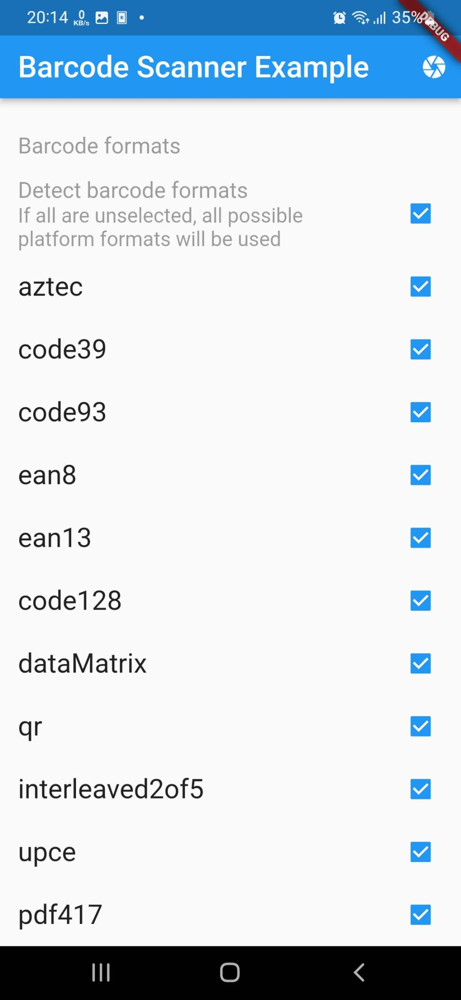 20:14 0 KB/s K 35% DEBUG
Barcode Scanner Example
Barcode formats
Detect barcode formats
If all are unselected, all possible
platform formats will be used
aztec
code39
code93
ean8
ean13
code128
dataMatrix
qr
interleaved2of5
upce
pdf417